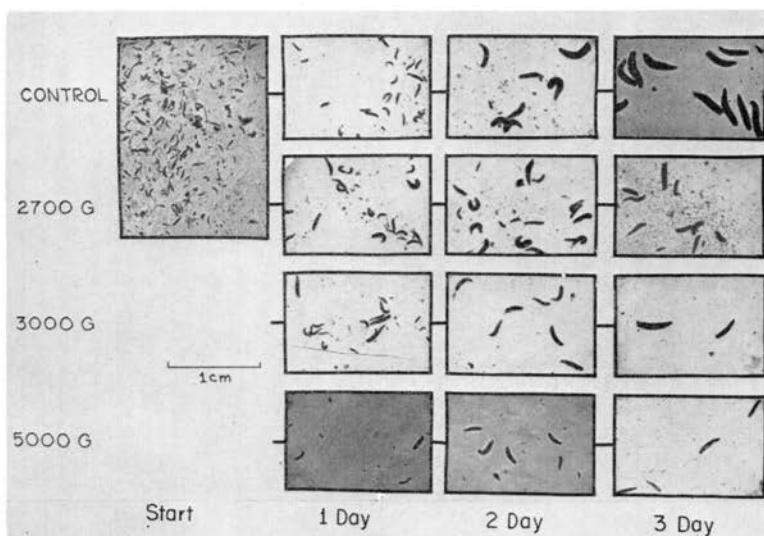 CONTROL
2700 G
3000 G
1cm
5000 G
Start
1 Day
2 Day
3 Day